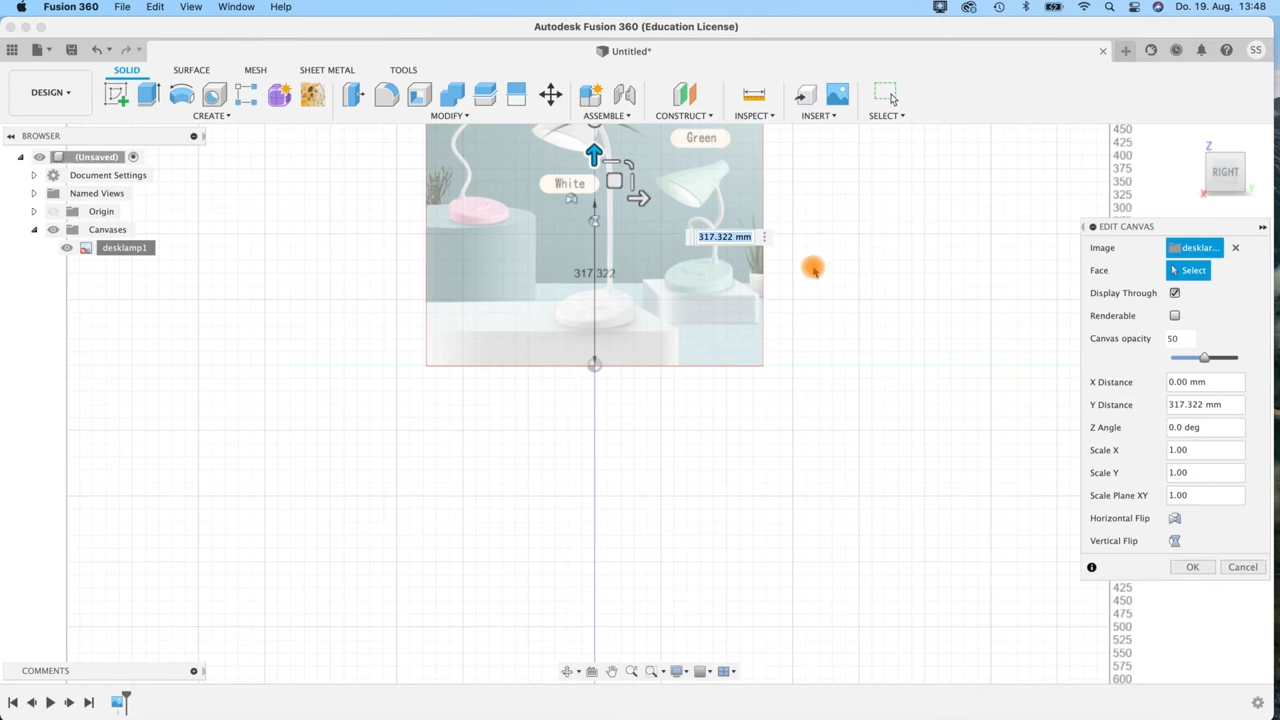 Fusion 360 File Edit View Window Help Do. 19. Aug. 13:48
Autodesk Fusion 360 (Education License)
Untitled* SS
SOLID SURFACE MESH SHEET METAL TOOLS
DESIGN
CREATE MODIFY ASSEMBLE CONSTRUCT INSPECT INSERT SELECT
BROWSER
(Unsaved)
Document Settings
Named Views
Origin
Canvases
desklamp1
Green
White
317.322 mm
317.322
Z
RIGHT
X Y
450
425
400
375
350
325
300
EDIT CANVAS
Image desklar...
Face Select
Display Through
Renderable
Canvas opacity 50
X Distance 0.00 mm
Y Distance 317.322 mm
Z Angle 0.0 deg
Scale X 1.00
Scale Y 1.00
Scale Plane XY 1.00
Horizontal Flip
Vertical Flip
OK Cancel
425
450
475
500
525
550
575
600
COMMENTS